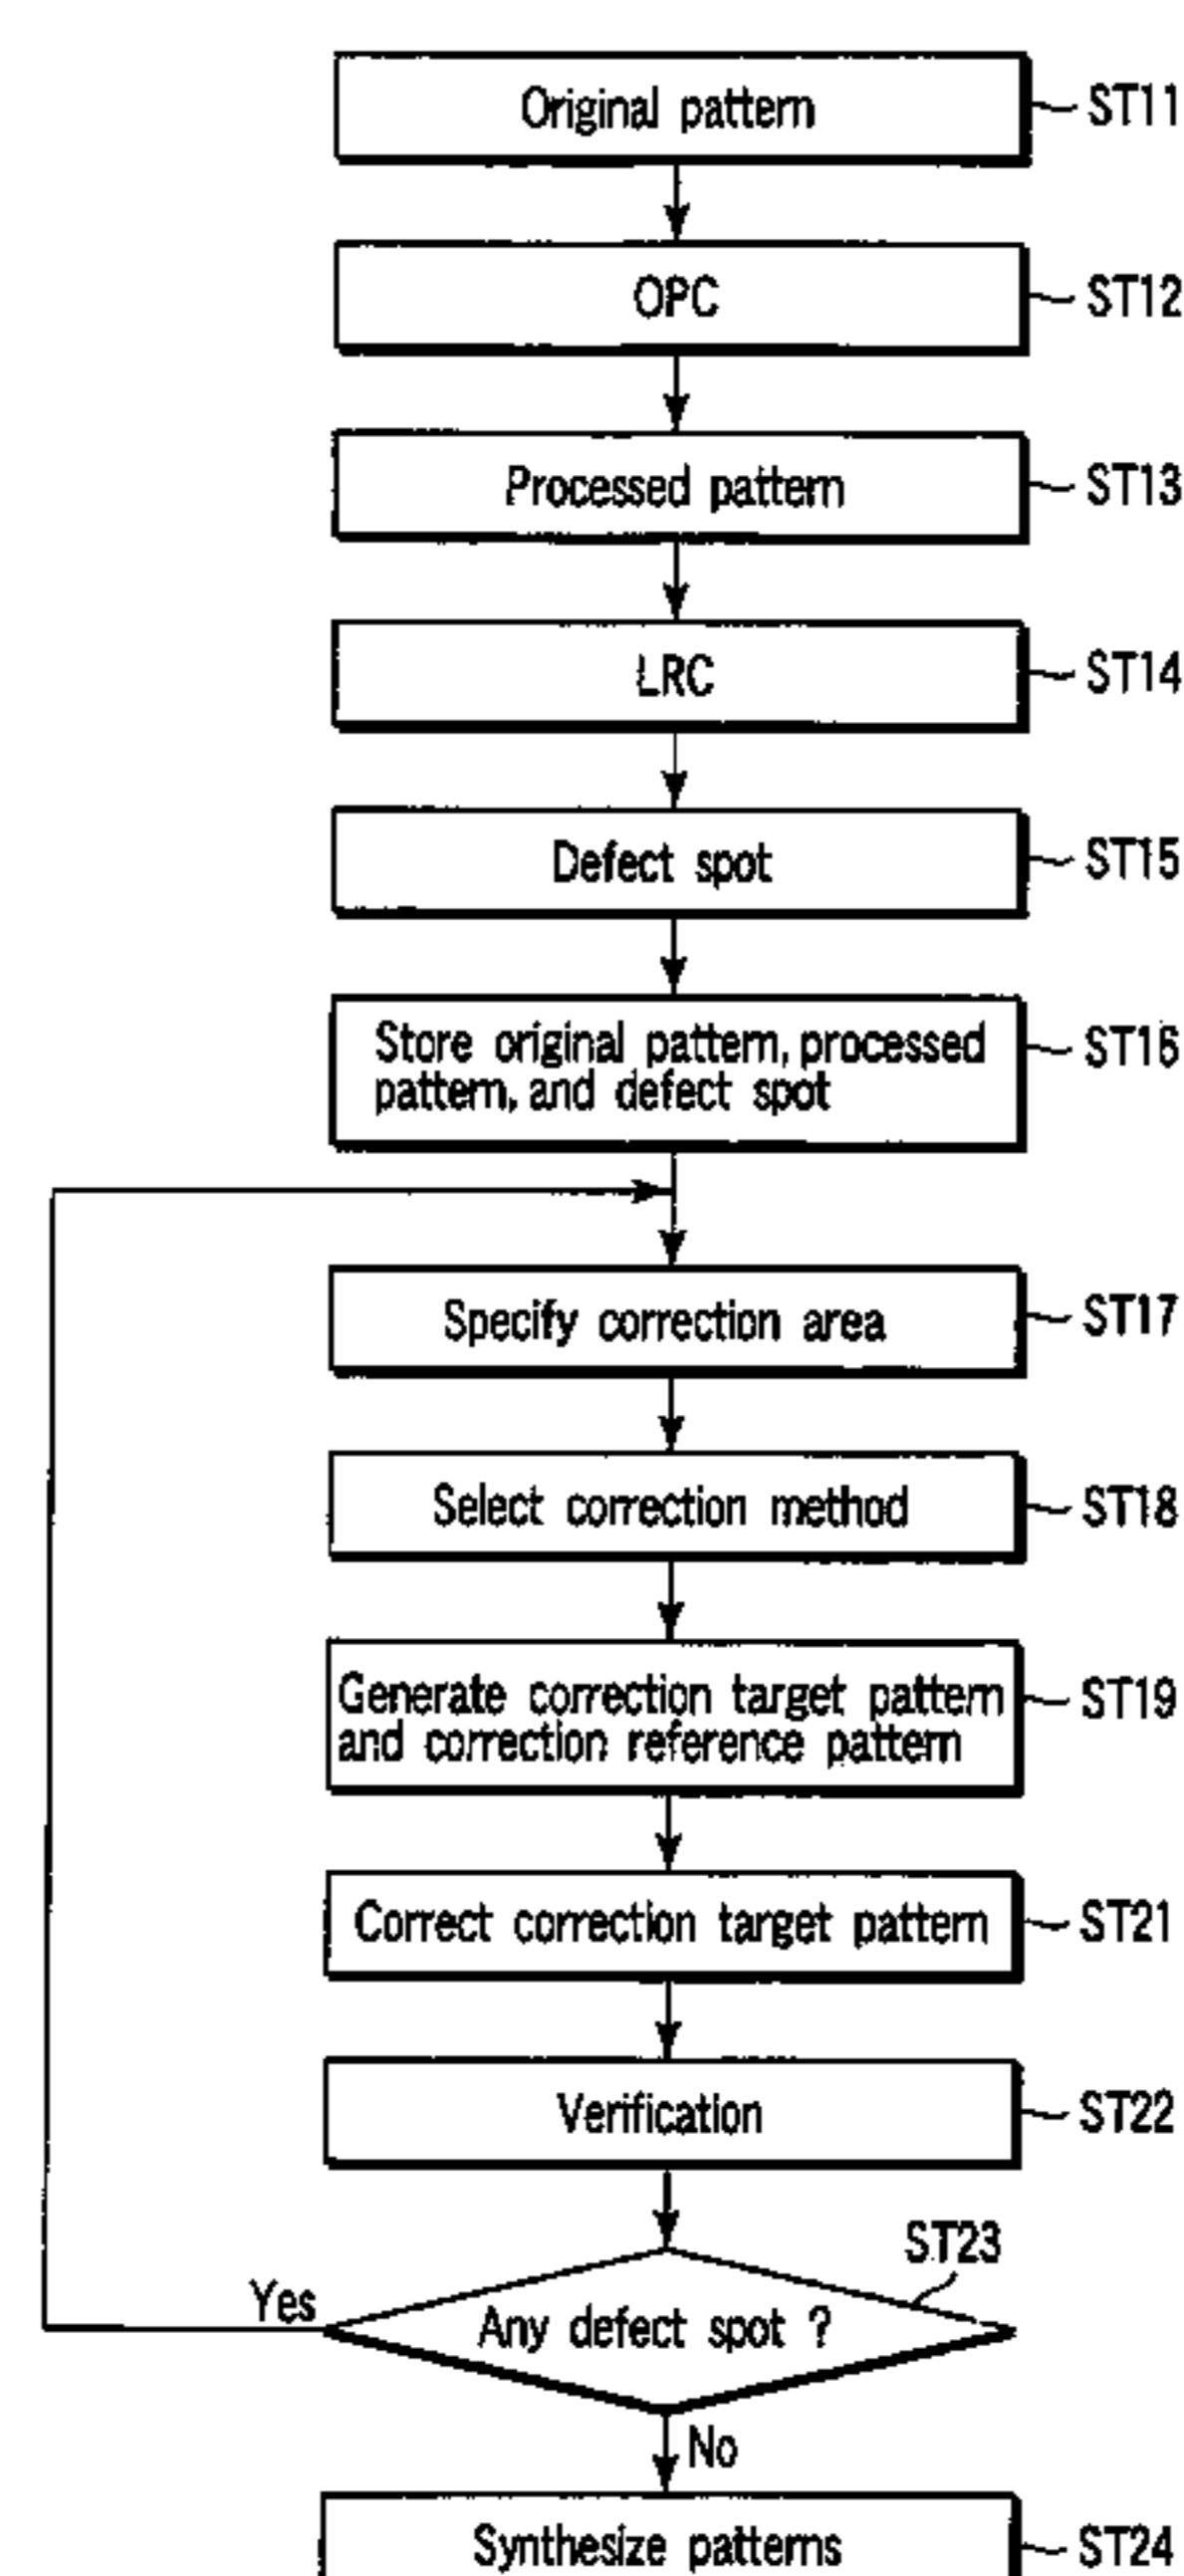 Original pattern
ST11
OPC
ST12
Processed pattern
ST13
LRC
ST14
Defect spot
ST15
Store original pattern, processed
pattern, and defect spot
ST16
Specify correction area
ST17
Select correction method
ST18
Generate correction target pattern
and correction reference pattern
ST19
Correct correction target pattern
ST21
Verification
ST22
ST23
Yes
Any defect spot ?
No
Synthesize patterns
ST24